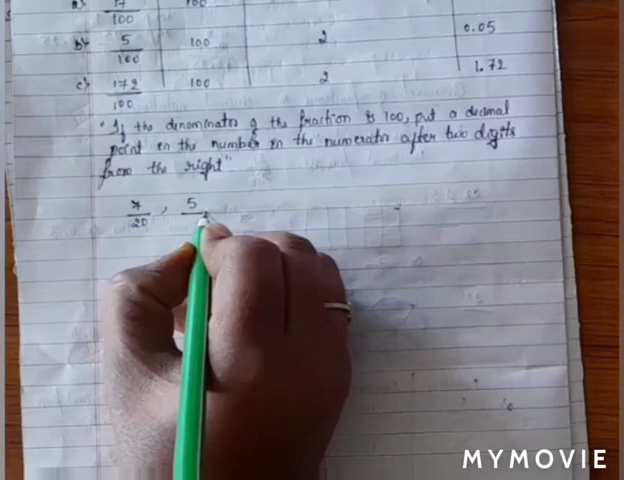 a) 17/100 100
b) 5/100 100 2 0.05
c) 172/100 100 2 1.72
"If the denominator of the fraction is 100, put a decimal
point in the number in the numerator after two digits
from the right"
7/20, 5
MYMOVIE